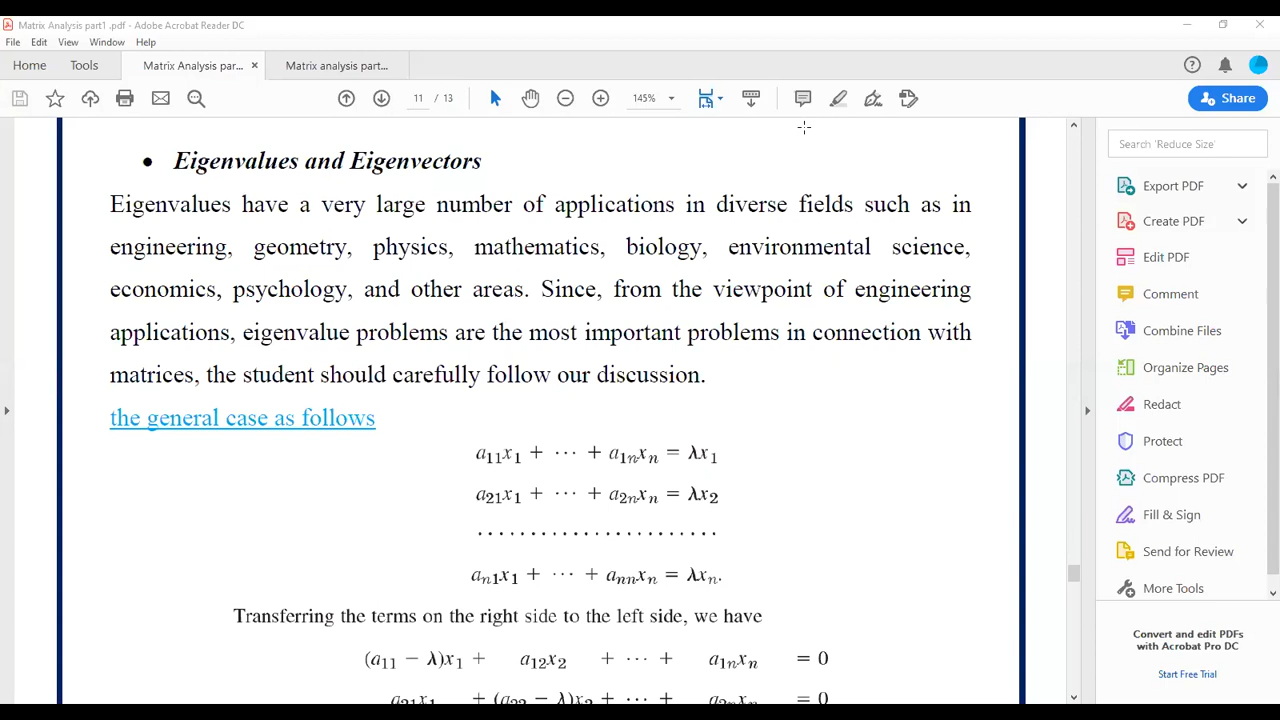 Matrix Analysis part1 .pdf - Adobe Acrobat Reader DC
File Edit View Window Help
Home Tools Matrix Analysis par... × Matrix analysis part...
11 / 13 145% Share
• Eigenvalues and Eigenvectors
Eigenvalues have a very large number of applications in diverse fields such as in
engineering, geometry, physics, mathematics, biology, environmental science,
economics, psychology, and other areas. Since, from the viewpoint of engineering
applications, eigenvalue problems are the most important problems in connection with
matrices, the student should carefully follow our discussion.
the general case as follows
a₁₁x₁ + ⋯ + a₁ₙxₙ = λx₁
a₂₁x₁ + ⋯ + a₂ₙxₙ = λx₂
. . . . . . . . . . . . . . . . . . . . . .
aₙ₁x₁ + ⋯ + aₙₙxₙ = λxₙ.
Transferring the terms on the right side to the left side, we have
(a₁₁ − λ)x₁ + a₁₂x₂ + ⋯ + a₁ₙxₙ = 0
a₂₁x₁ + (a₂₂ − λ)x₂ + ⋯ + a₂ₙxₙ = 0
Search 'Reduce Size'
Export PDF
Create PDF
Edit PDF
Comment
Combine Files
Organize Pages
Redact
Protect
Compress PDF
Fill & Sign
Send for Review
More Tools
Convert and edit PDFs
with Acrobat Pro DC
Start Free Trial